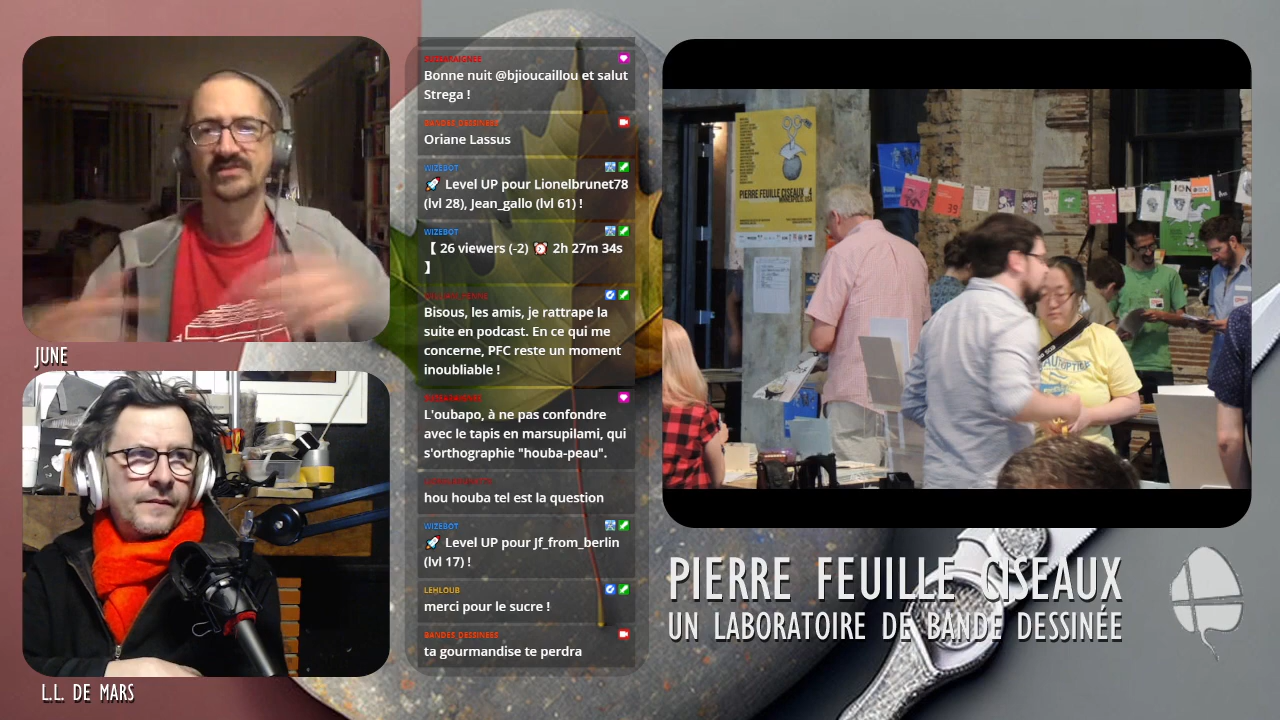 JUNE
L.L. DE MARS
Bonne nuit @bjioucaillou et salut
Strega !
BANDES DESSINEES
Oriane Lassus
WIZEBOT
🚀 Level UP pour Lionelbrunet78
(lvl 28), Jean_gallo (lvl 61) !
WIZEBOT
【 26 viewers (-2) ⏰ 2h 27m 34s
】
Bisous, les amis, je rattrape la
suite en podcast. En ce qui me
concerne, PFC reste un moment
inoubliable !
L'oubapo, à ne pas confondre
avec le tapis en marsupilami, qui
s'orthographie "houba-peau".
hou houba tel est la question
WIZEBOT
🚀 Level UP pour Jf_from_berlin
(lvl 17) !
LEHLOUB
merci pour le sucre !
BANDES DESSINEES
ta gourmandise te perdra
PIERRE FEUILLE CISEAUX 4
MINNEAPOLIS, USA
PIERRE FEUILLE CISEAUX
UN LABORATOIRE DE BANDE DESSINÉE